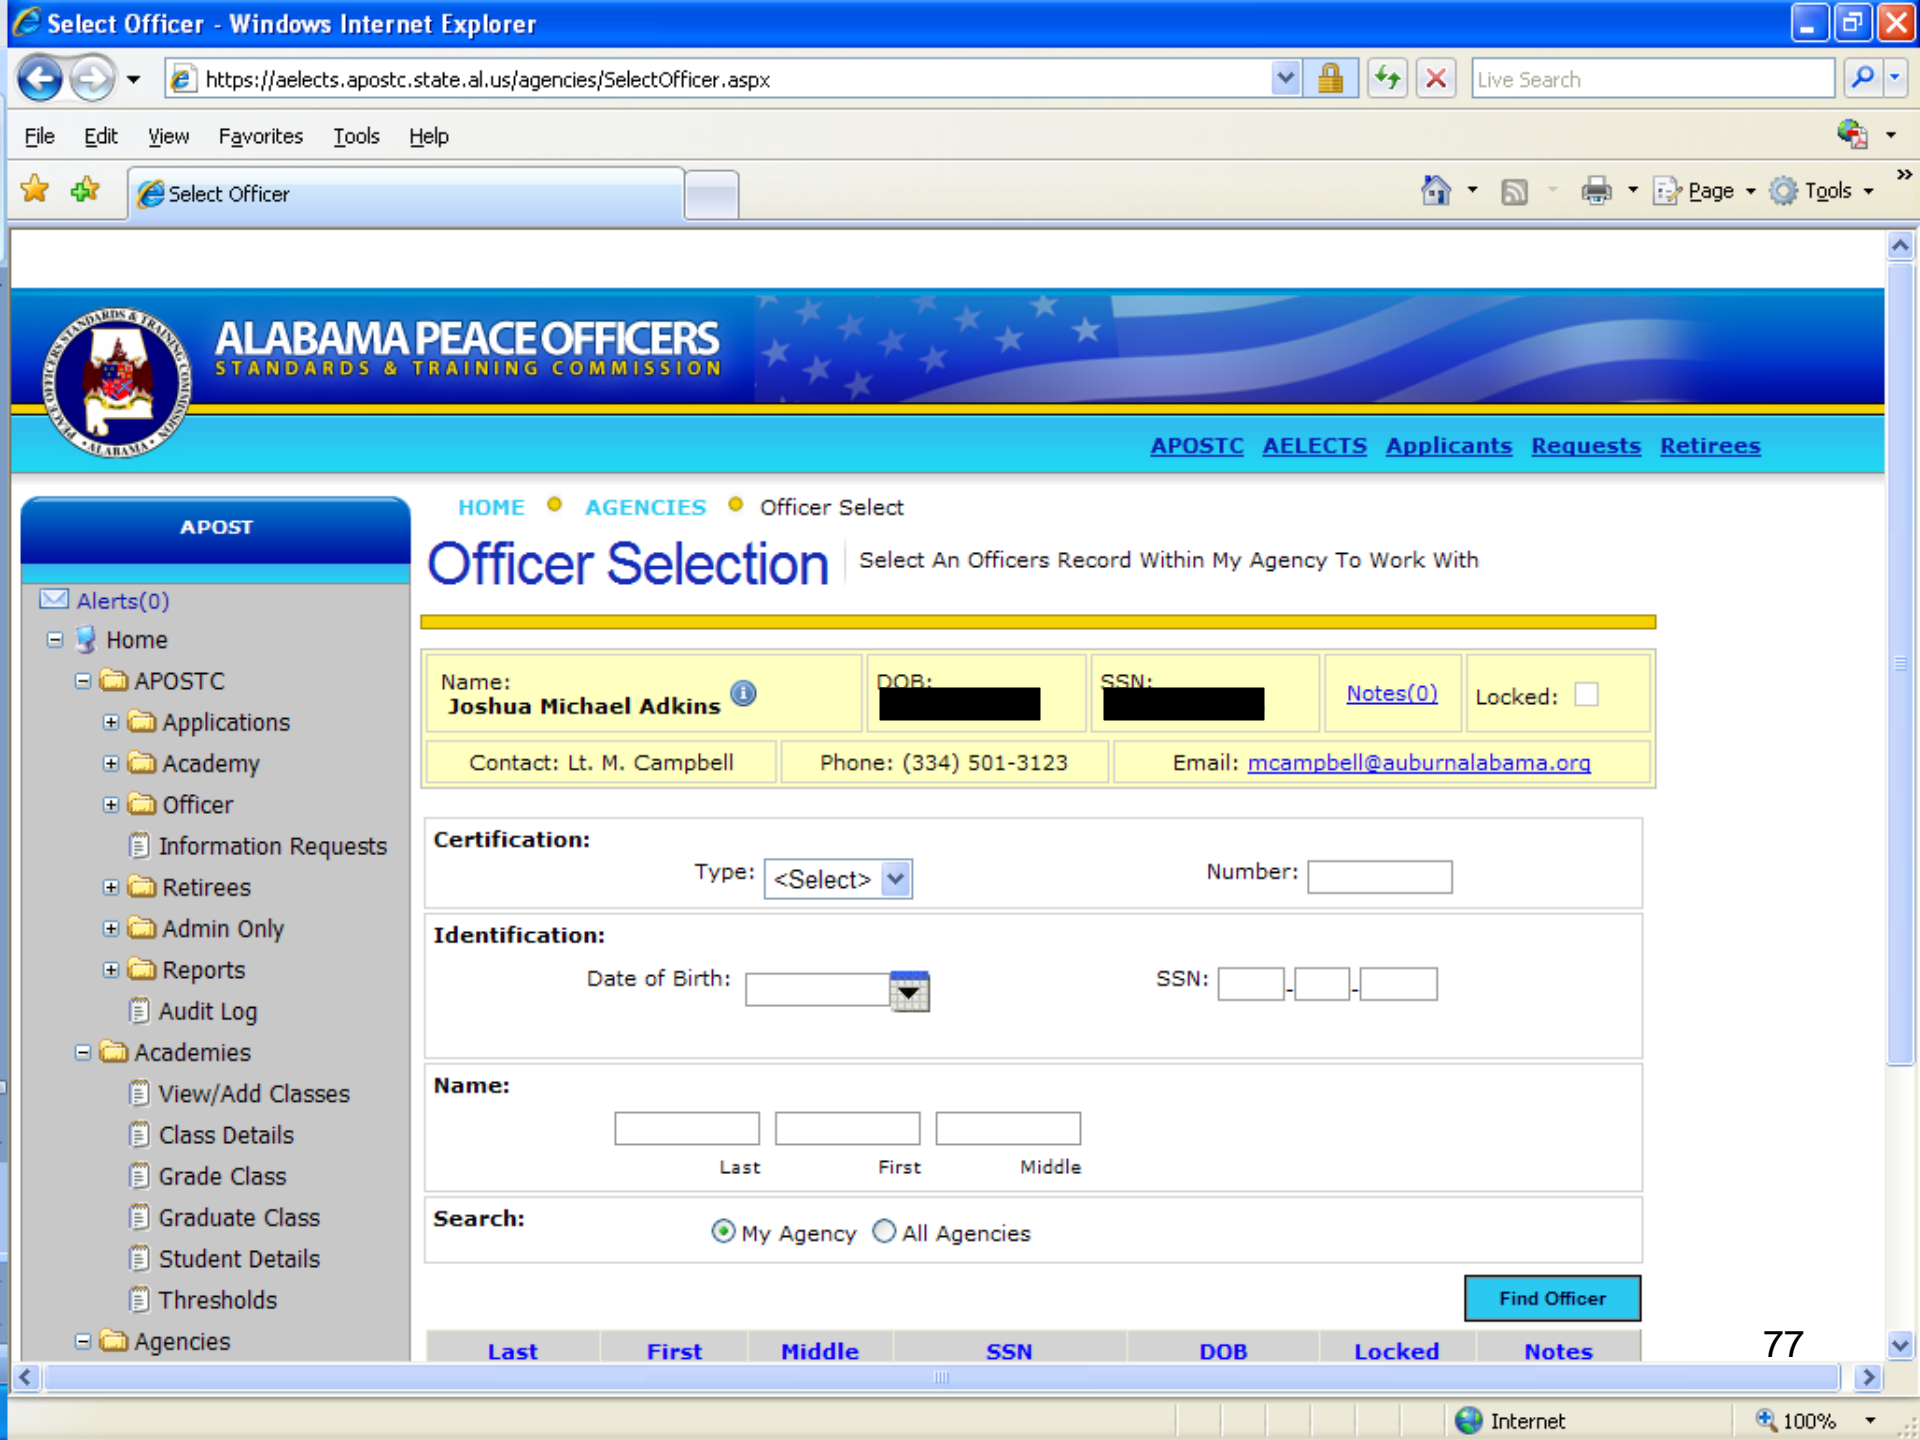 Select Officer - Windows Internet Explorer
https://aelects.apostc.state.al.us/agencies/SelectOfficer.aspx
Live Search
File Edit View Favorites Tools Help
Select Officer
Page Tools »
ALABAMA PEACE OFFICERS
STANDARDS & TRAINING COMMISSION
PEACE OFFICERS STANDARDS & TRAINING COMMISSION
• ALABAMA •
APOSTC AELECTS Applicants Requests Retirees
APOST
Alerts(0)
Home
APOSTC
Applications
Academy
Officer
Information Requests
Retirees
Admin Only
Reports
Audit Log
Academies
View/Add Classes
Class Details
Grade Class
Graduate Class
Student Details
Thresholds
Agencies
HOME AGENCIES Officer Select
Officer Selection Select An Officers Record Within My Agency To Work With
Name: DOB: SSN: Notes(0) Locked:
Joshua Michael Adkins
Contact: Lt. M. Campbell Phone: (334) 501-3123 Email: mcampbell@auburnalabama.org
Certification:
Type: <Select> Number:
Identification:
Date of Birth: SSN: - -
Name:
Last First Middle
Search: My Agency All Agencies
Find Officer
Last First Middle SSN DOB Locked Notes
77
Internet 100%